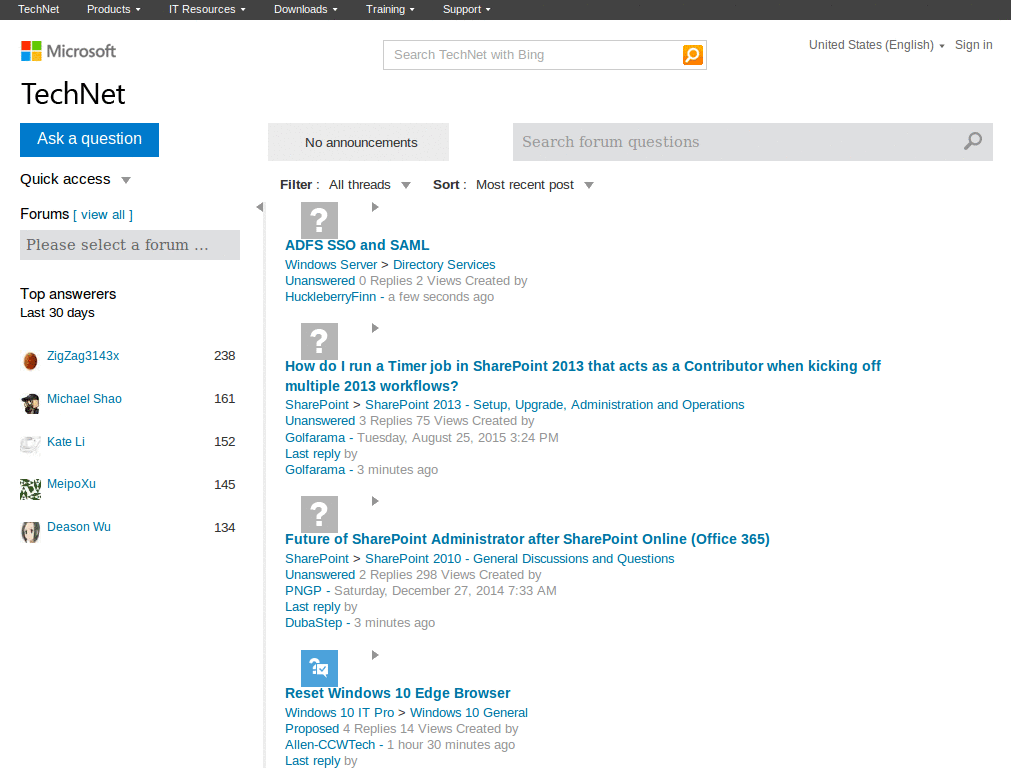 TechNet Products IT Resources Downloads Training Support
Microsoft
Search TechNet with Bing
United States (English) Sign in
TechNet
Ask a question
No announcements
Search forum questions
Quick access
Filter : All threads Sort : Most recent post
Forums [ view all ]
Please select a forum ...
Top answerers
Last 30 days
ZigZag3143x 238
Michael Shao 161
Kate Li 152
MeipoXu 145
Deason Wu 134
ADFS SSO and SAML
Windows Server > Directory Services
Unanswered 0 Replies 2 Views Created by
HuckleberryFinn - a few seconds ago
How do I run a Timer job in SharePoint 2013 that acts as a Contributor when kicking off
multiple 2013 workflows?
SharePoint > SharePoint 2013 - Setup, Upgrade, Administration and Operations
Unanswered 3 Replies 75 Views Created by
Golfarama - Tuesday, August 25, 2015 3:24 PM
Last reply by
Golfarama - 3 minutes ago
Future of SharePoint Administrator after SharePoint Online (Office 365)
SharePoint > SharePoint 2010 - General Discussions and Questions
Unanswered 2 Replies 298 Views Created by
PNGP - Saturday, December 27, 2014 7:33 AM
Last reply by
DubaStep - 3 minutes ago
Reset Windows 10 Edge Browser
Windows 10 IT Pro > Windows 10 General
Proposed 4 Replies 14 Views Created by
Allen-CCWTech - 1 hour 30 minutes ago
Last reply by